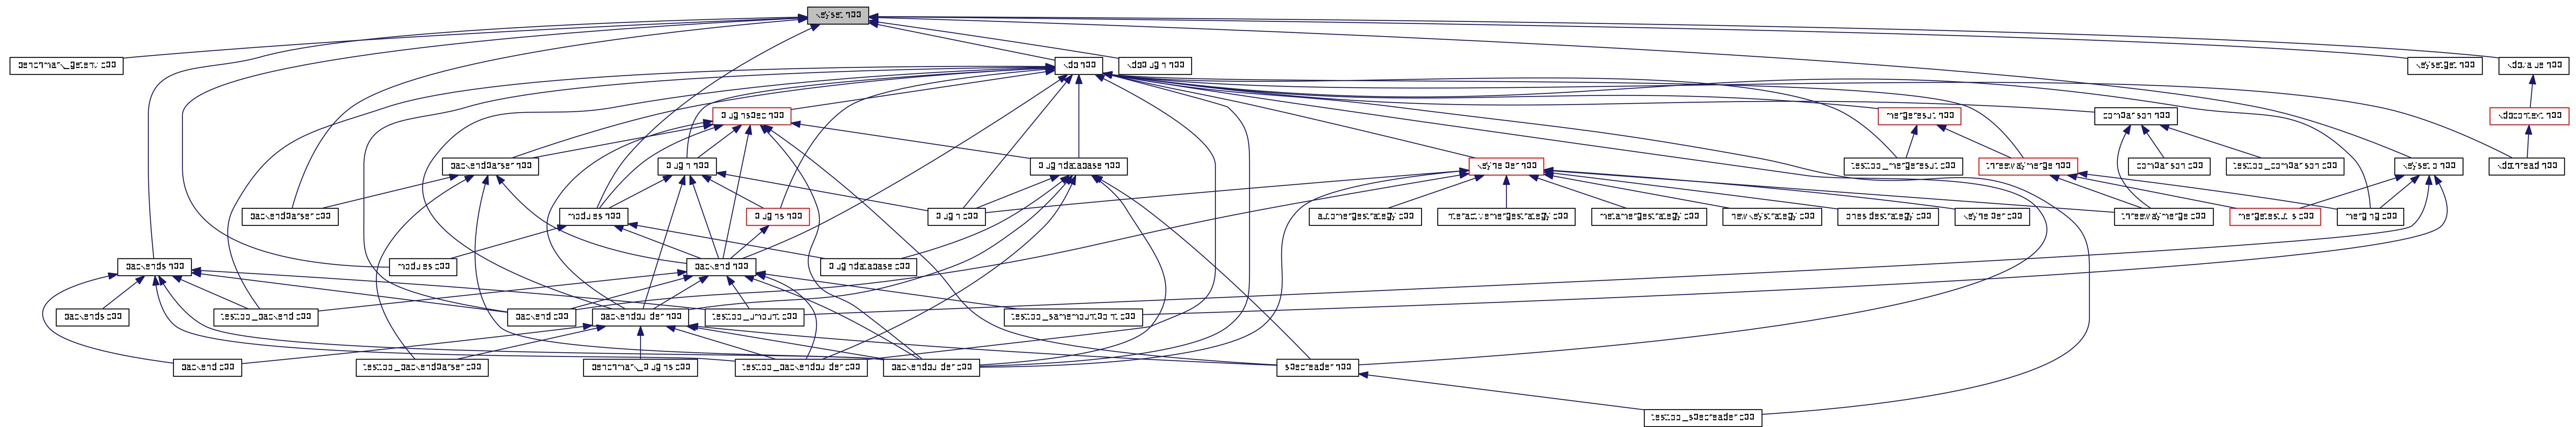 keyset.hpp
benchmark_getenv.cpp
kdb.hpp
kdbplugin.hpp
keysetget.hpp
kdbvalue.hpp
pluginspec.hpp
mergeresult.hpp
comparison.hpp
kdbcontext.hpp
backendparser.hpp
plugin.hpp
plugindatabase.hpp
keyhelper.hpp
testtool_mergeresult.cpp
threewaymerge.hpp
comparison.cpp
testtool_comparison.cpp
keysetio.hpp
kdbthread.hpp
backendparser.cpp
modules.hpp
plugins.hpp
plugin.cpp
automergestrategy.cpp
interactivemergestrategy.cpp
metamergestrategy.cpp
newkeystrategy.cpp
onesidestrategy.cpp
keyhelper.cpp
threewaymerge.cpp
mergetestutils.cpp
merging.cpp
backends.hpp
modules.cpp
backend.hpp
plugindatabase.cpp
backends.cpp
testtool_backend.cpp
backend.cpp
backendbuilder.hpp
testtool_umount.cpp
testtool_samemountpoint.cpp
backend.cpp
testtool_backendparser.cpp
benchmark_plugins.cpp
testtool_backendbuilder.cpp
backendbuilder.cpp
specreader.hpp
testtool_specreader.cpp